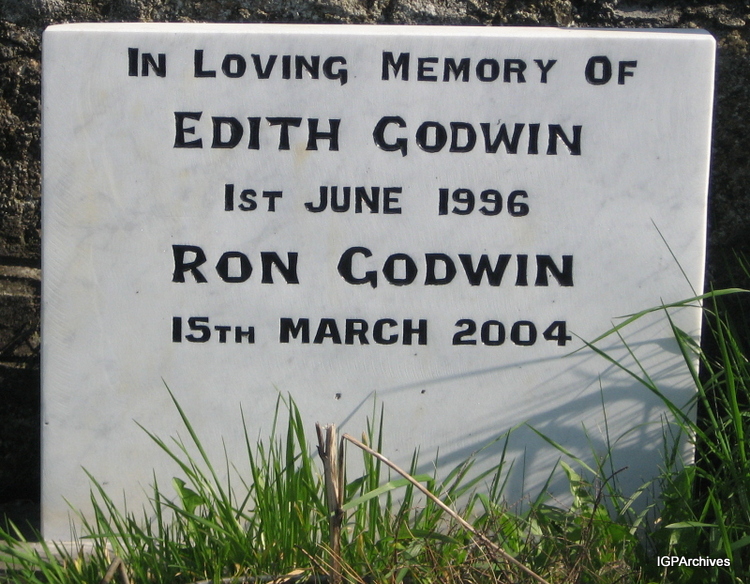 In Loving Memory Of
EDITH GODWIN
1st JUNE 1996
RON GODWIN
15th MARCH 2004
IGPArchives